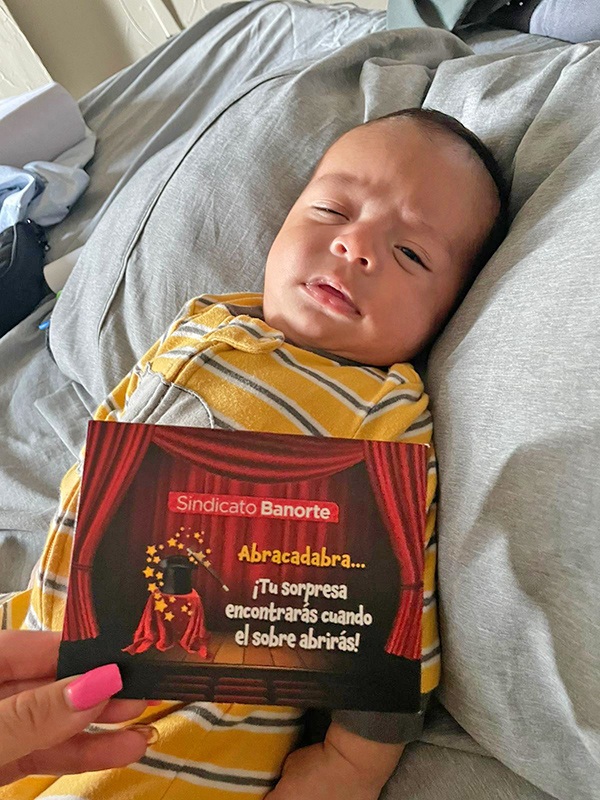 Sindicato Banorte
Abracadabra...
¡Tu sorpresa
encontrarás cuando
el sobre abrirás!